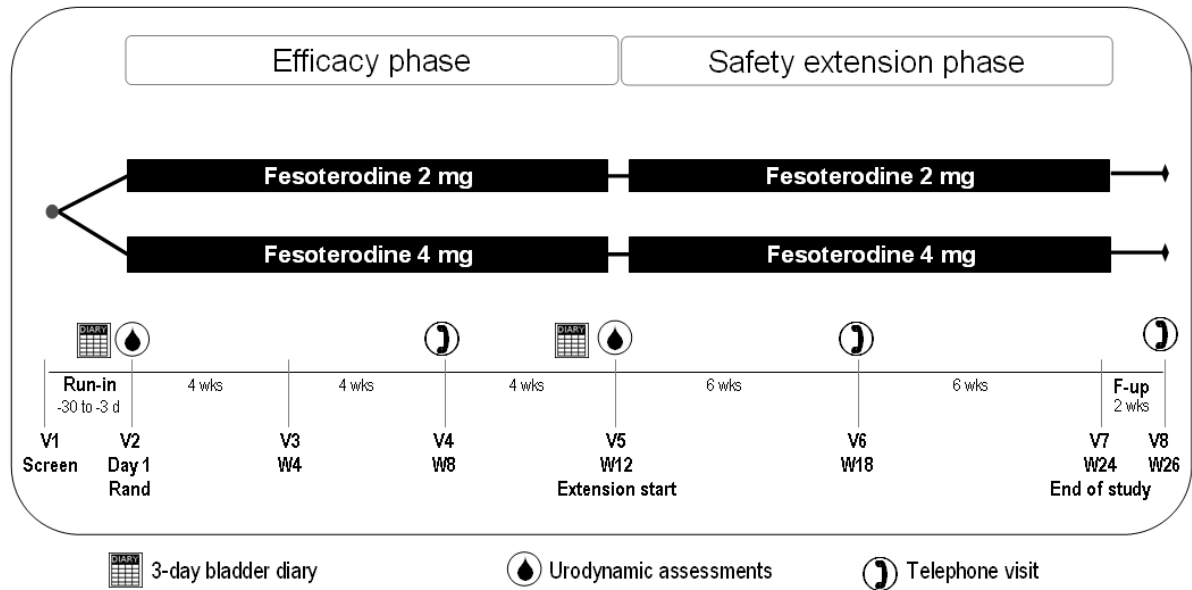 Efficacy phase
Safety extension phase
Fesoterodine 2 mg
Fesoterodine 2 mg
Fesoterodine 4 mg
Fesoterodine 4 mg
DIARY
DIARY
Run-in
-30 to -3 d
4 wks
4 wks
4 wks
6 wks
6 wks
F-up
2 wks
V1
Screen
V2
Day 1
Rand
V3
W4
V4
W8
V5
W12
Extension start
V6
W18
V7
W24
End of study
V8
W26
DIARY
3-day bladder diary
Urodynamic assessments
Telephone visit